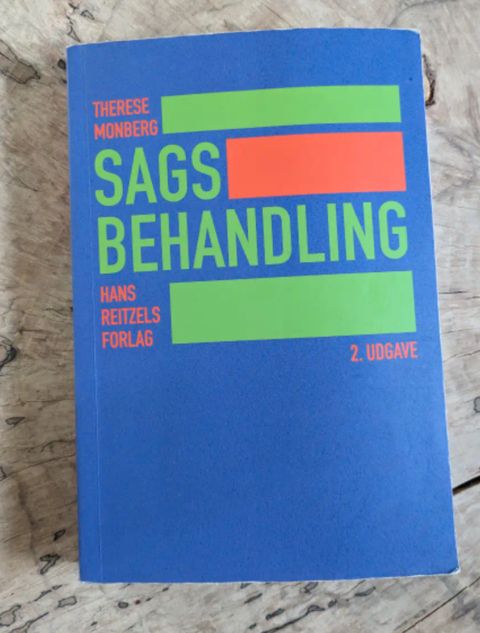 THERESE
MONBERG
SAGS
BEHANDLING
HANS
REITZELS
FORLAG
2. UDGAVE